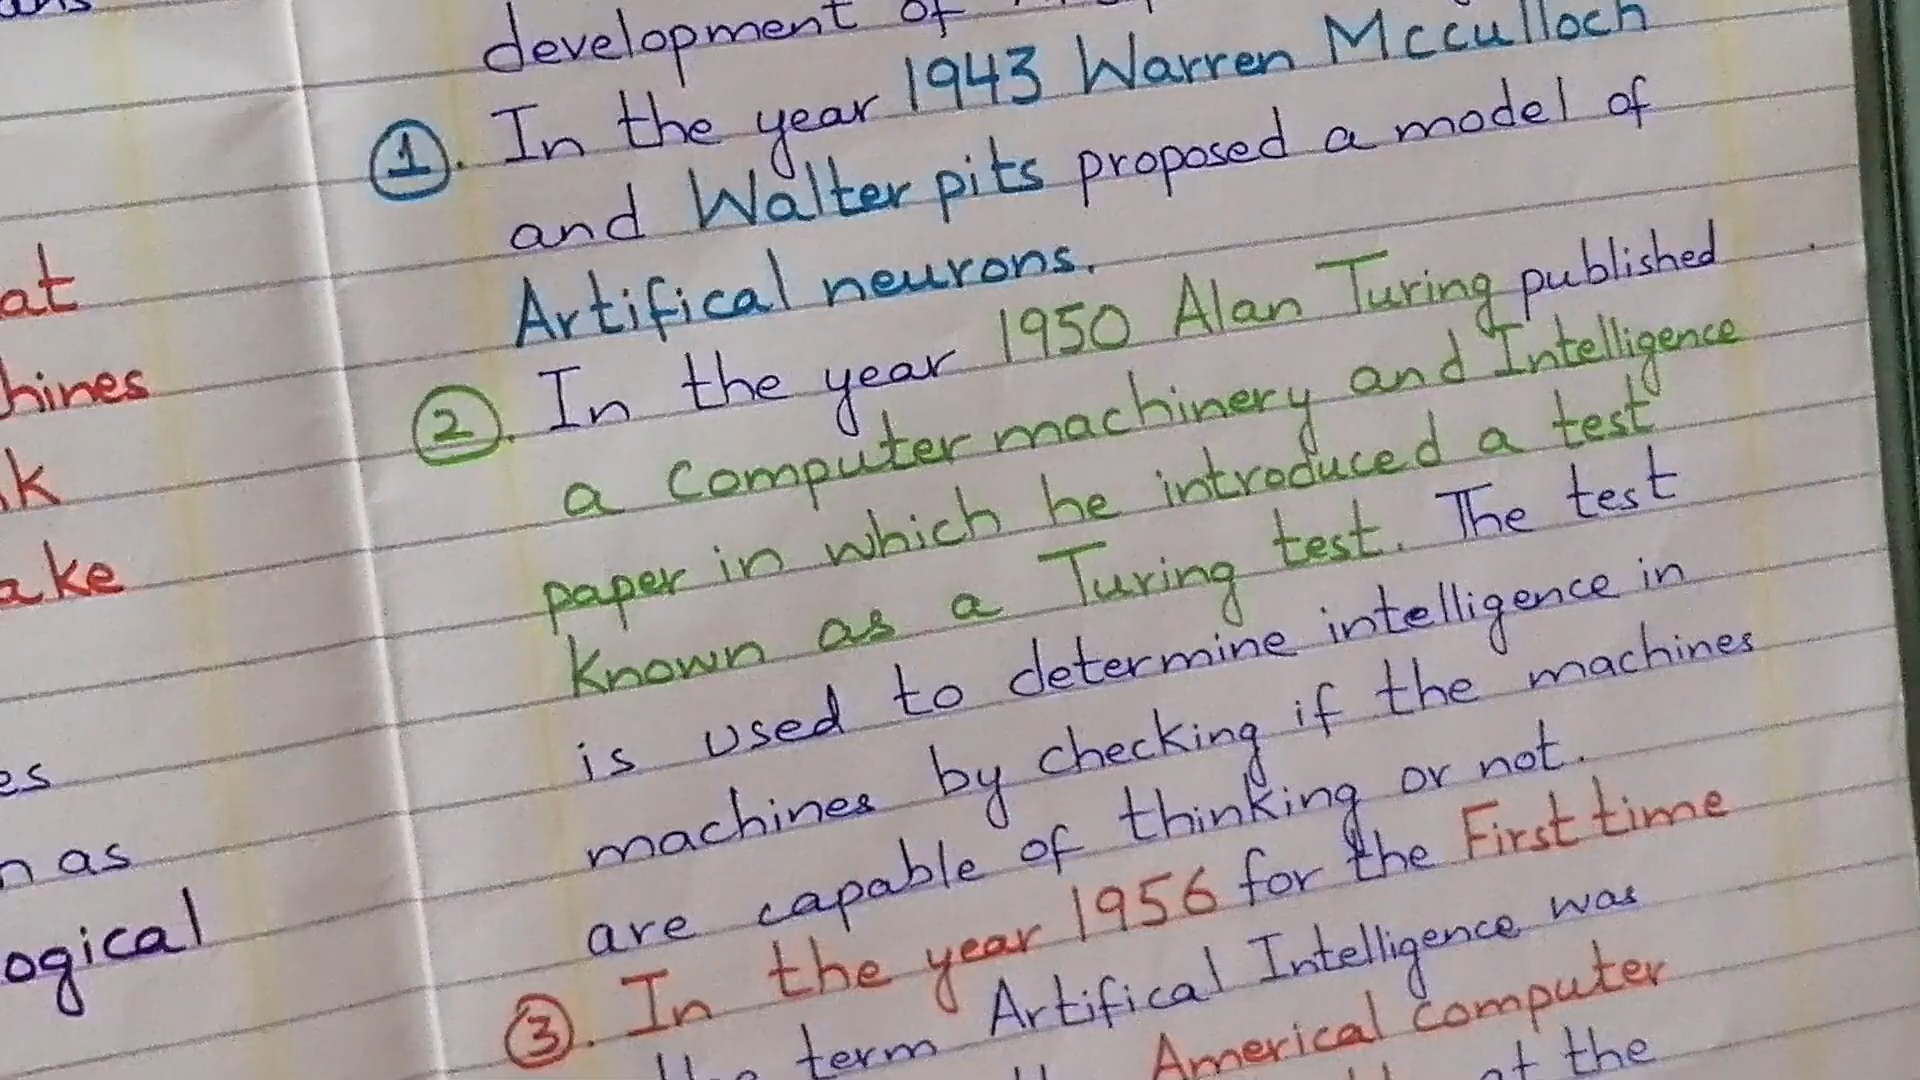 at
hines
k
ake
es
n as
ogical
development of
1. In the year 1943 Warren Mcculloch
and Walter pits proposed a model of
Artifical neurons.
2. In the year 1950 Alan Turing published
a Computer machinery and Intelligence
paper in which he introduced a test
known as a Turing test. The test
is used to determine intelligence in
machines by checking if the machines
are capable of thinking or not.
3. In the year 1956 for the First time
term Artifical Intelligence was
Americal Computer
at the